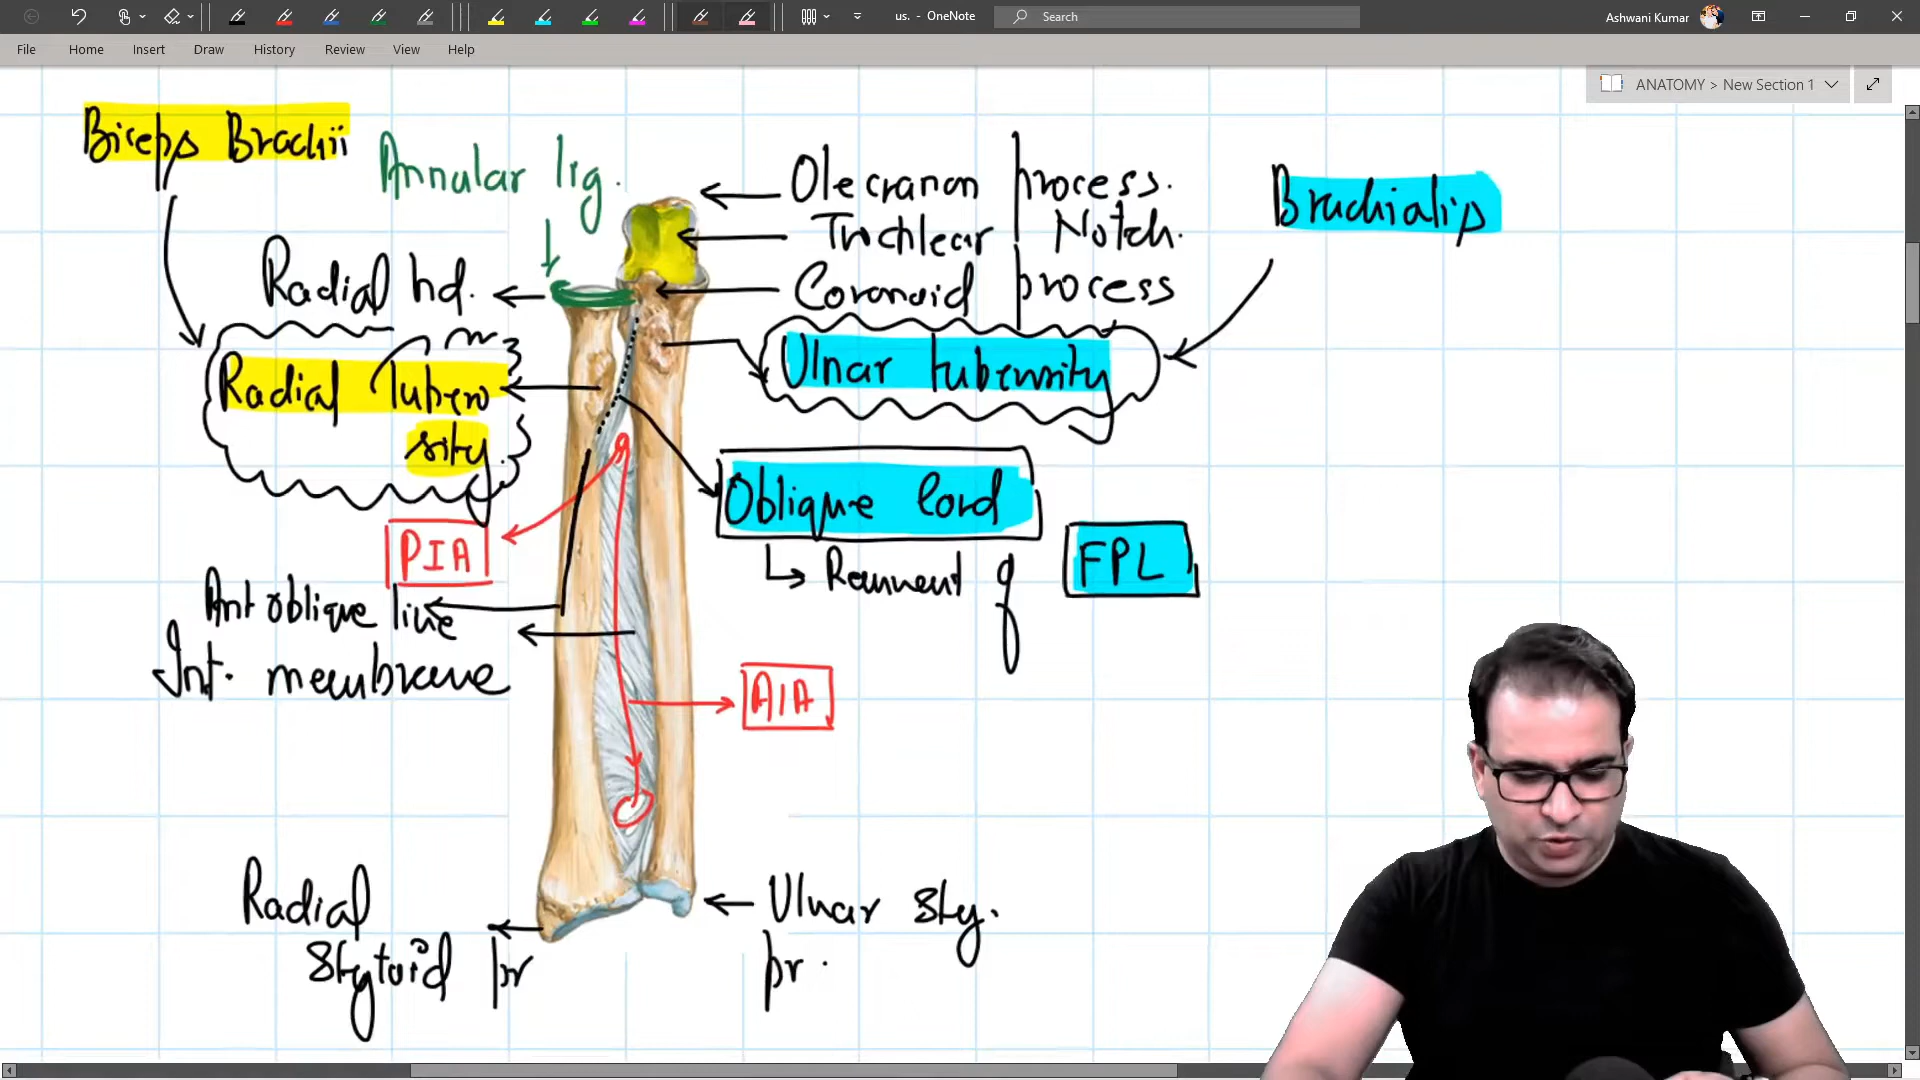 us. - OneNote
Search
Ashwani Kumar
File Home Insert Draw History Review View Help
ANATOMY > New Section 1
Biceps Brachii
Annular lig.
Olecranon process.
Trochlear Notch.
Coronoid process
Brachialis
Radial hd.
Ulnar tuberosity
Radial Tubero
sity
Oblique Cord
Remnant of FPL
PIA
Ant oblique line
Int. membrane
AIA
Radial
Styloid pr
Ulnar Sty.
pr.